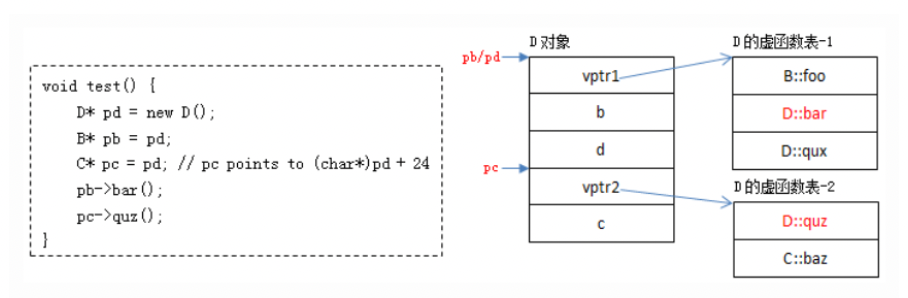 void test() {
D* pd = new D();
B* pb = pd;
C* pc = pd; // pc points to (char*)pd + 24
pb->bar();
pc->quz();
}
D 对象
pb/pd
vptr1
b
d
pc
vptr2
c
D 的虚函数表-1
B::foo
D::bar
D::qux
D 的虚函数表-2
D::quz
C::baz